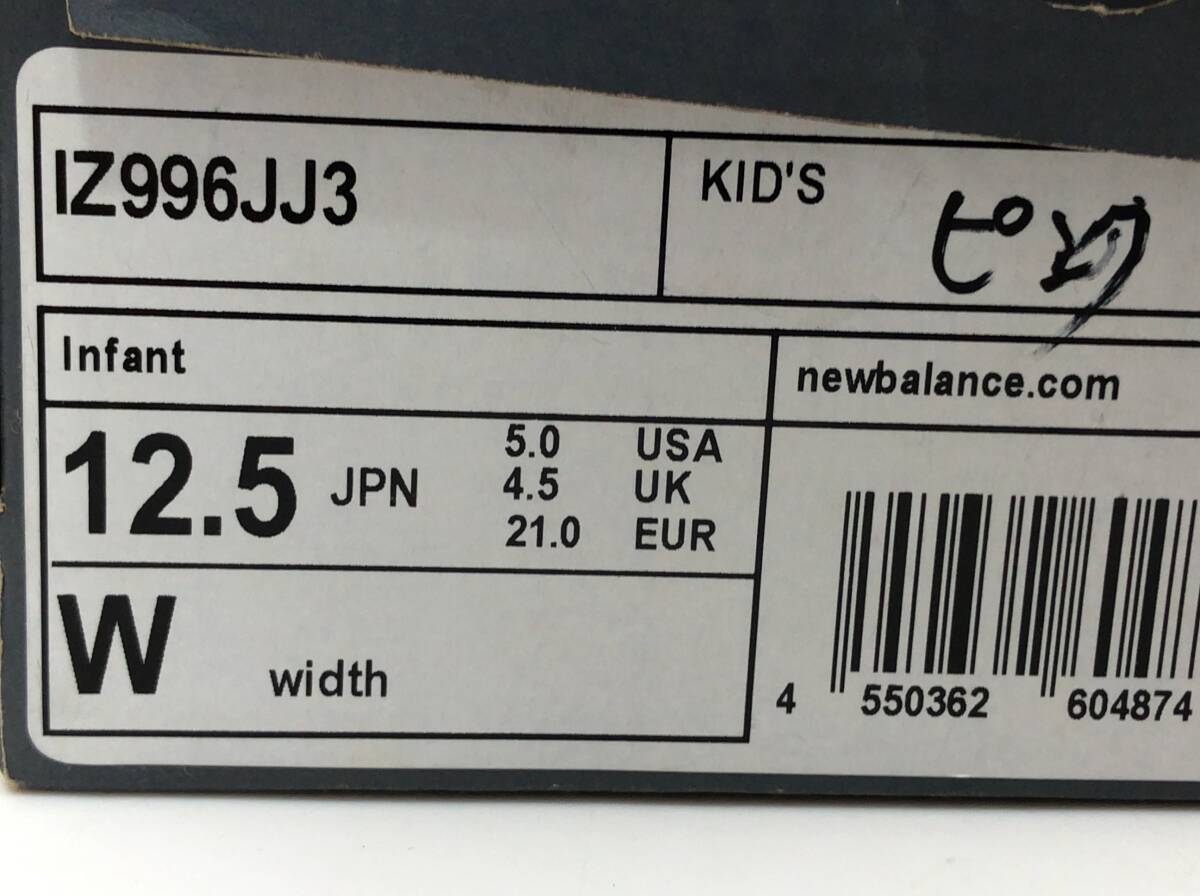 IZ996JJ3
KID'S
ピンク
Infant
newbalance.com
12.5 JPN
5.0 USA
4.5 UK
21.0 EUR
W width
4 550362 604874